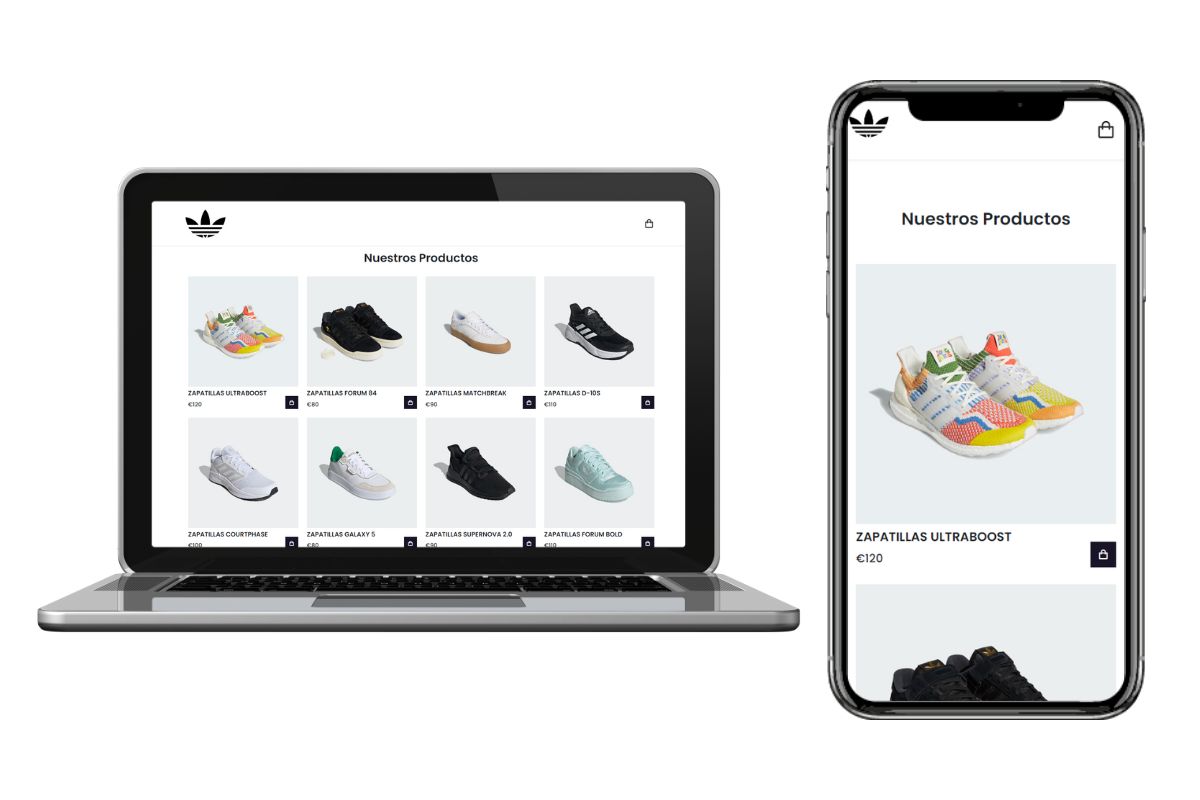 Nuestros Productos
ZAPATILLAS ULTRABOOST
€120
ZAPATILLAS FORUM 84
€80
ZAPATILLAS MATCHBREAK
€90
ZAPATILLAS D-10S
€110
ZAPATILLAS COURTPHASE
€100
ZAPATILLAS GALAXY 5
€80
ZAPATILLAS SUPERNOVA 2.0
€90
ZAPATILLAS FORUM BOLD
€110
Nuestros Productos
ZAPATILLAS ULTRABOOST
€120